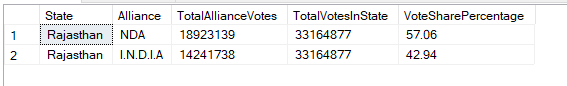 State Alliance TotalAllianceVotes TotalVotesInState VoteSharePercentage
1 Rajasthan NDA 18923139 33164877 57.06
2 Rajasthan I.N.D.I.A 14241738 33164877 42.94